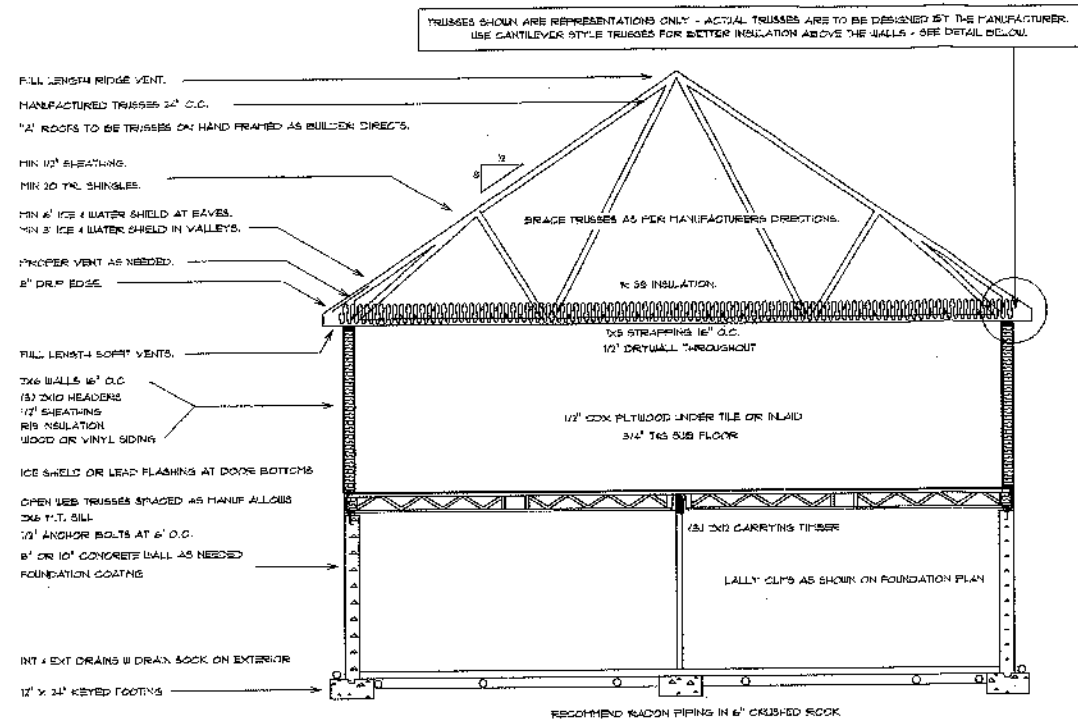 TRUSSES SHOWN ARE REPRESENTATIONS ONLY - ACTUAL TRUSSES ARE TO BE DESIGNED BY THE MANUFACTURER.
USE CANTILEVER STYLE TRUSSES FOR BETTER INSULATION ABOVE THE WALLS - SEE DETAIL BELOW.
FULL LENGTH RIDGE VENT.
MANUFACTURED TRUSSES 24" O.C.
"A" ROOFS TO BE TRUSSES OR HAND FRAMED AS BUILDER DIRECTS.
MIN 1/2" SHEATHING.
MIN 20 YR. SHINGLES.
MIN 6' ICE & WATER SHIELD AT EAVES.
MIN 3' ICE & WATER SHIELD IN VALLEYS.
PROPER VENT AS NEEDED.
8" DRIP EDGE.
12
8
BRACE TRUSSES AS PER MANUFACTURERS DIRECTIONS.
R 38 INSULATION.
1X3 STRAPPING 16" O.C.
1/2" DRYWALL THROUGHOUT
FULL LENGTH SOFFIT VENTS.
2X6 WALLS 16" O.C.
(3) 2X10 HEADERS
1/2" SHEATHING
R19 INSULATION
WOOD OR VINYL SIDING
1/2" CDX PLYWOOD UNDER TILE OR INLAID
3/4" T&G SUB FLOOR
ICE SHIELD OR LEAD FLASHING AT DOOR BOTTOMS
OPEN WEB TRUSSES SPACED AS MANUF ALLOWS
2X6 P.T. SILL
1/2" ANCHOR BOLTS AT 6' O.C.
8" OR 10" CONCRETE WALL AS NEEDED
FOUNDATION COATING
(3) 2X12 CARRYING TIMBER
LALLY CLMS AS SHOWN ON FOUNDATION PLAN
INT & EXT DRAINS W DRAIN SOCK ON EXTERIOR
12" X 24" KEYED FOOTING
RECOMMEND RADON PIPING IN 6" CRUSHED ROCK